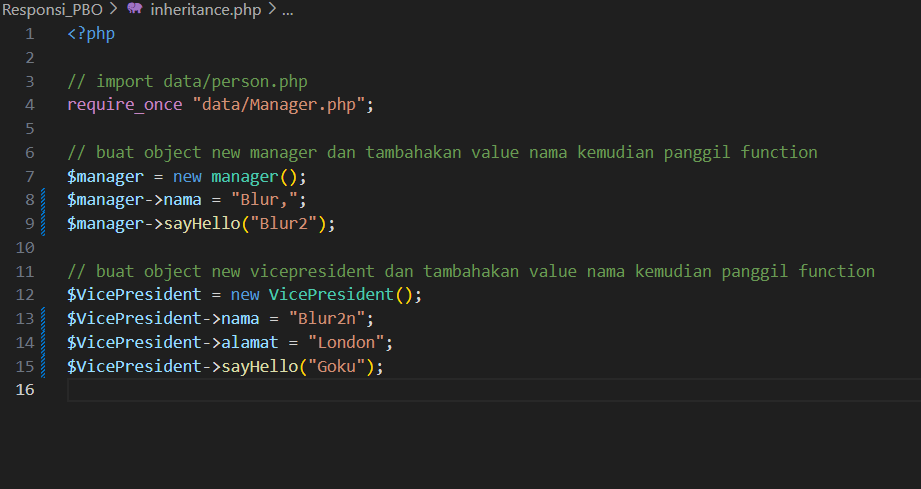 Responsi_PBO > inheritance.php > ...
1 <?php
2
3 // import data/person.php
4 require_once "data/Manager.php";
5
6 // buat object new manager dan tambahakan value nama kemudian panggil function
7 $manager = new manager();
8 $manager->nama = "Blur,";
9 $manager->sayHello("Blur2");
10
11 // buat object new vicepresident dan tambahakan value nama kemudian panggil function
12 $VicePresident = new VicePresident();
13 $VicePresident->nama = "Blur2n";
14 $VicePresident->alamat = "London";
15 $VicePresident->sayHello("Goku");
16